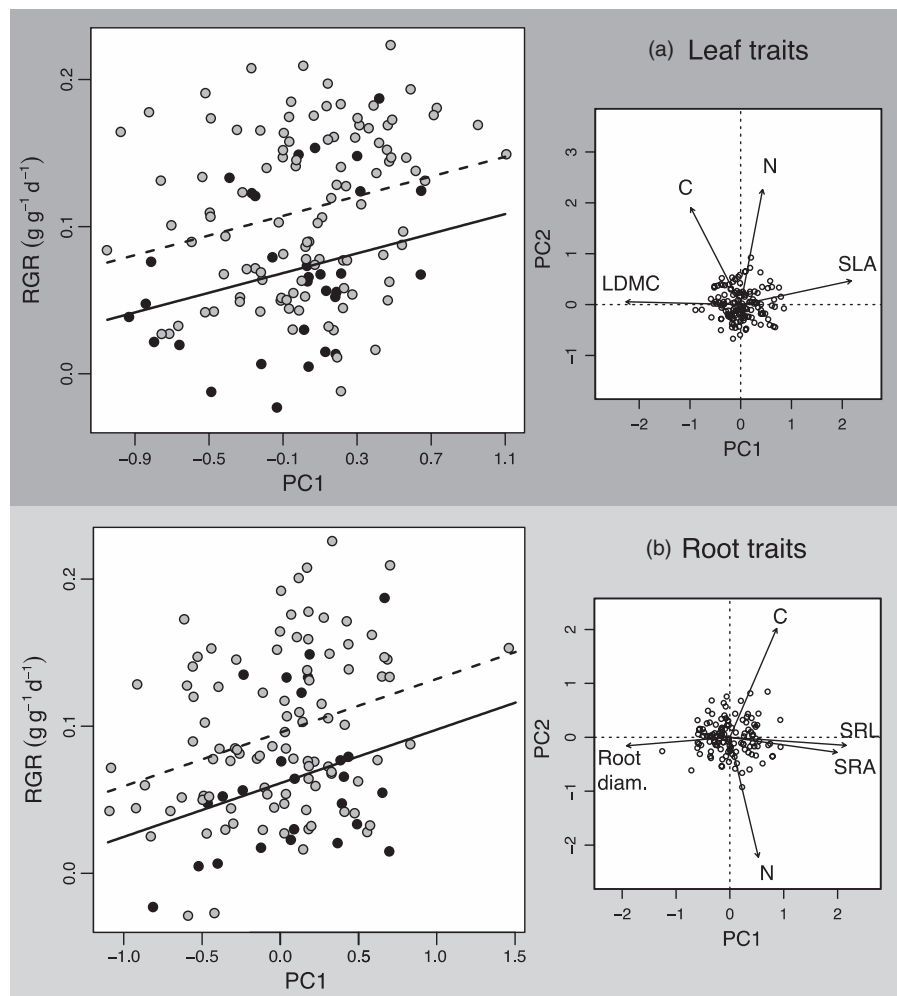 (a) Leaf traits
RGR (g g⁻¹ d⁻¹)
0.2
0.1
0.0
−0.9 −0.5 −0.1 0.3 0.7 1.1
PC1
PC2
3
2
1
0
−1
C
N
LDMC
SLA
−2 −1 0 1 2
PC1
(b) Root traits
RGR (g g⁻¹ d⁻¹)
0.2
0.1
0.0
−1.0 −0.5 0.0 0.5 1.0 1.5
PC1
PC2
2
1
0
−1
−2
C
SRL
SRA
Root
diam.
N
−2 −1 0 1 2
PC1